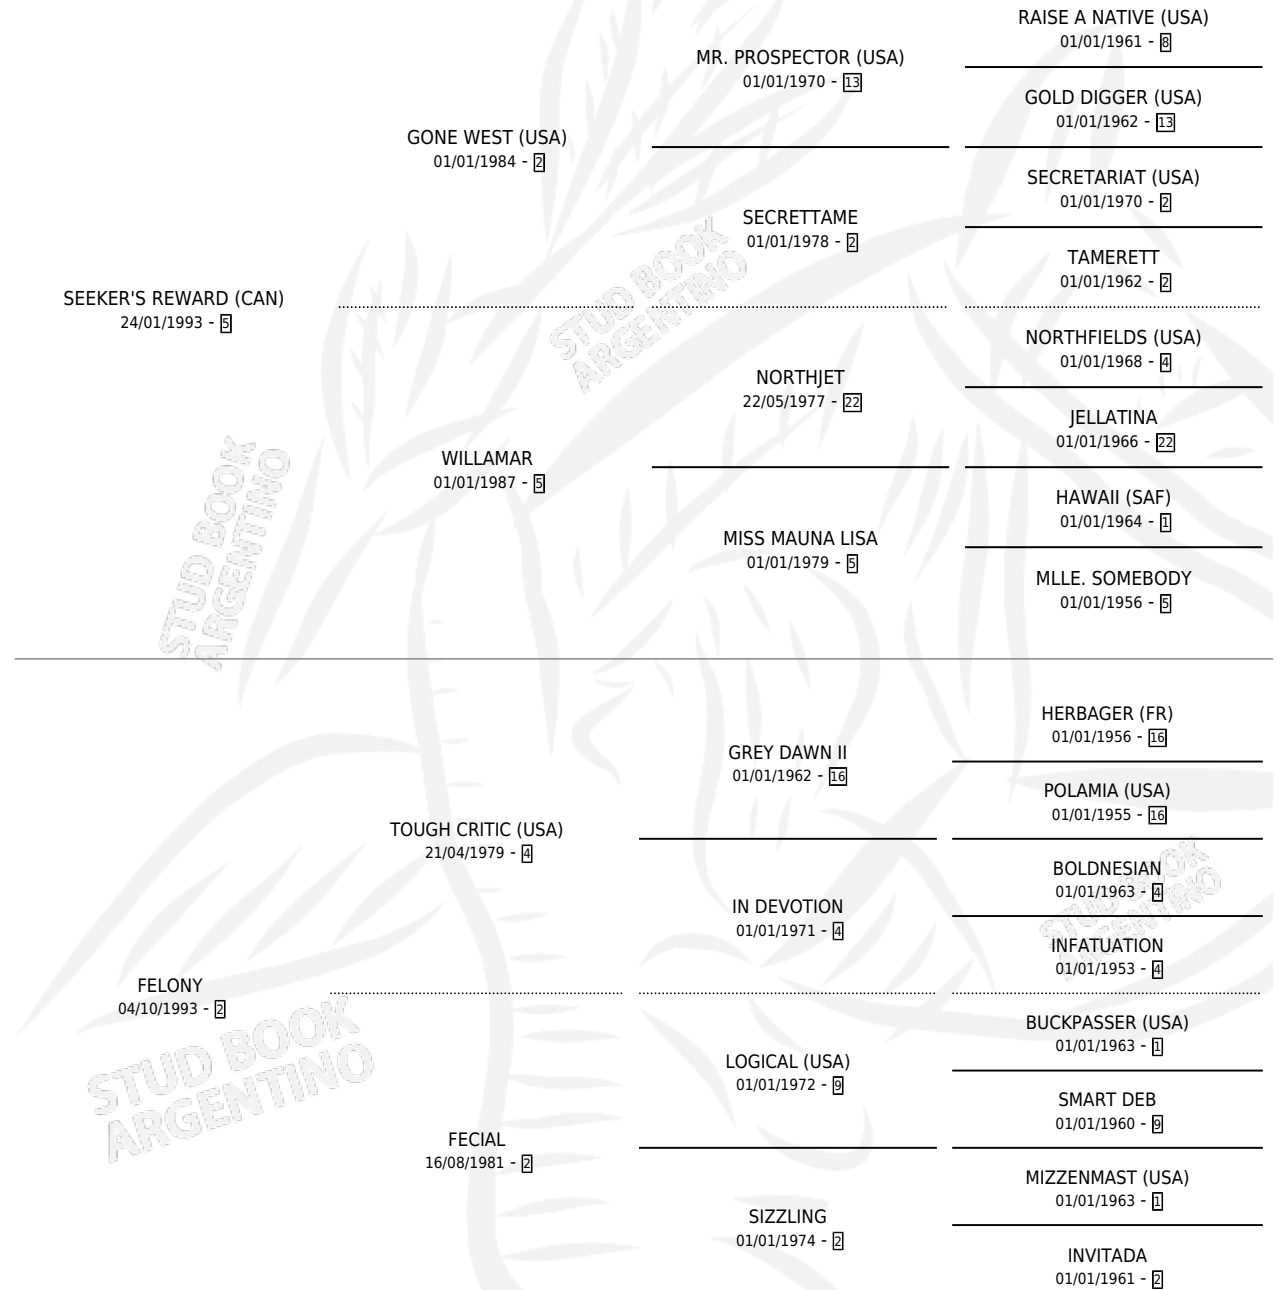 RAISE A NATIVE (USA)
01/01/1961 - 8
MR. PROSPECTOR (USA)
01/01/1970 - 13
GOLD DIGGER (USA)
01/01/1962 - 13
GONE WEST (USA)
01/01/1984 - 2
SECRETARIAT (USA)
01/01/1970 - 2
SECRETTAME
01/01/1978 - 2
TAMERETT
01/01/1962 - 2
SEEKER'S REWARD (CAN)
24/01/1993 - 5
STUD BOOK
ARGENTINO
NORTHFIELDS (USA)
01/01/1968 - 4
NORTHJET
22/05/1977 - 22
JELLATINA
01/01/1966 - 22
WILLAMAR
01/01/1987 - 5
HAWAII (SAF)
01/01/1964 - 1
MISS MAUNA LISA
01/01/1979 - 5
MLLE. SOMEBODY
01/01/1956 - 5
STUD BOOK
ARGENTINO
HERBAGER (FR)
01/01/1956 - 16
GREY DAWN II
01/01/1962 - 16
POLAMIA (USA)
01/01/1955 - 16
TOUGH CRITIC (USA)
21/04/1979 - 4
BOLDNESIAN
01/01/1963 - 4
IN DEVOTION
01/01/1971 - 4
STUD BOOK
ARGENTINO
INFATUATION
01/01/1953 - 4
FELONY
04/10/1993 - 2
STUD BOOK
ARGENTINO
BUCKPASSER (USA)
01/01/1963 - 1
LOGICAL (USA)
01/01/1972 - 9
SMART DEB
01/01/1960 - 9
FECIAL
16/08/1981 - 2
MIZZENMAST (USA)
01/01/1963 - 1
SIZZLING
01/01/1974 - 2
INVITADA
01/01/1961 - 2